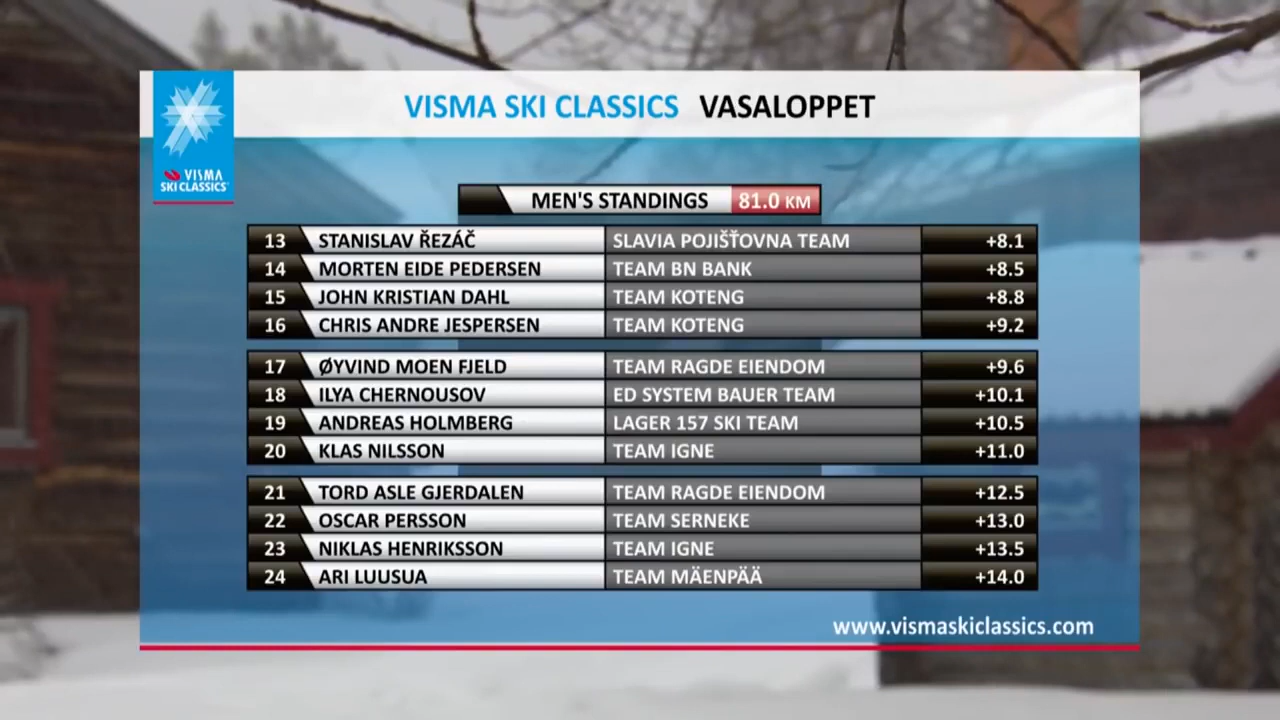 VISMA SKI CLASSICS VASALOPPET
VISMA
SKI CLASSICS
MEN'S STANDINGS 81.0 KM
13 STANISLAV ŘEZÁČ SLAVIA POJIŠŤOVNA TEAM +8.1
14 MORTEN EIDE PEDERSEN TEAM BN BANK +8.5
15 JOHN KRISTIAN DAHL TEAM KOTENG +8.8
16 CHRIS ANDRE JESPERSEN TEAM KOTENG +9.2
17 ØYVIND MOEN FJELD TEAM RAGDE EIENDOM +9.6
18 ILYA CHERNOUSOV ED SYSTEM BAUER TEAM +10.1
19 ANDREAS HOLMBERG LAGER 157 SKI TEAM +10.5
20 KLAS NILSSON TEAM IGNE +11.0
21 TORD ASLE GJERDALEN TEAM RAGDE EIENDOM +12.5
22 OSCAR PERSSON TEAM SERNEKE +13.0
23 NIKLAS HENRIKSSON TEAM IGNE +13.5
24 ARI LUUSUA TEAM MÄENPÄÄ +14.0
www.vismaskiclassics.com